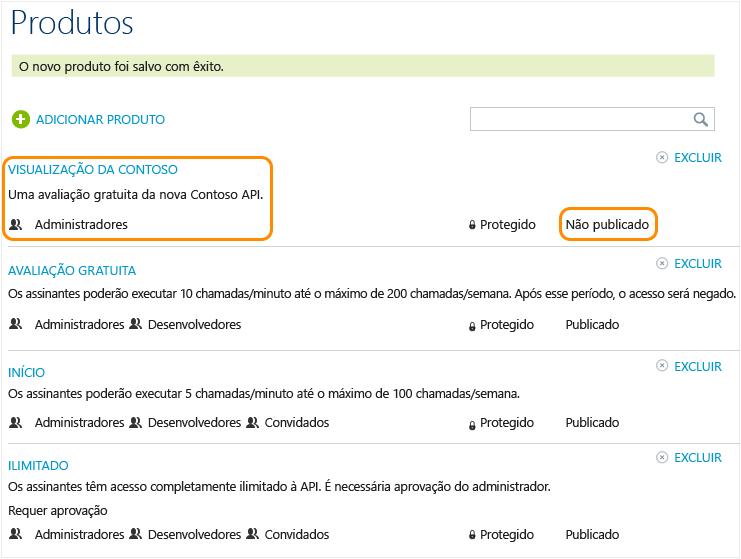 Produtos
O novo produto foi salvo com êxito.
ADICIONAR PRODUTO
EXCLUIR
VISUALIZAÇÃO DA CONTOSO
Uma avaliação gratuita da nova Contoso API.
Administradores Protegido Não publicado
EXCLUIR
AVALIAÇÃO GRATUITA
Os assinantes poderão executar 10 chamadas/minuto até o máximo de 200 chamadas/semana. Após esse período, o acesso será negado.
Administradores Desenvolvedores Protegido Publicado
EXCLUIR
INÍCIO
Os assinantes poderão executar 5 chamadas/minuto até o máximo de 100 chamadas/semana.
Administradores Desenvolvedores Convidados Protegido Publicado
EXCLUIR
ILIMITADO
Os assinantes têm acesso completamente ilimitado à API. É necessária aprovação do administrador.
Requer aprovação
Administradores Desenvolvedores Convidados Protegido Publicado